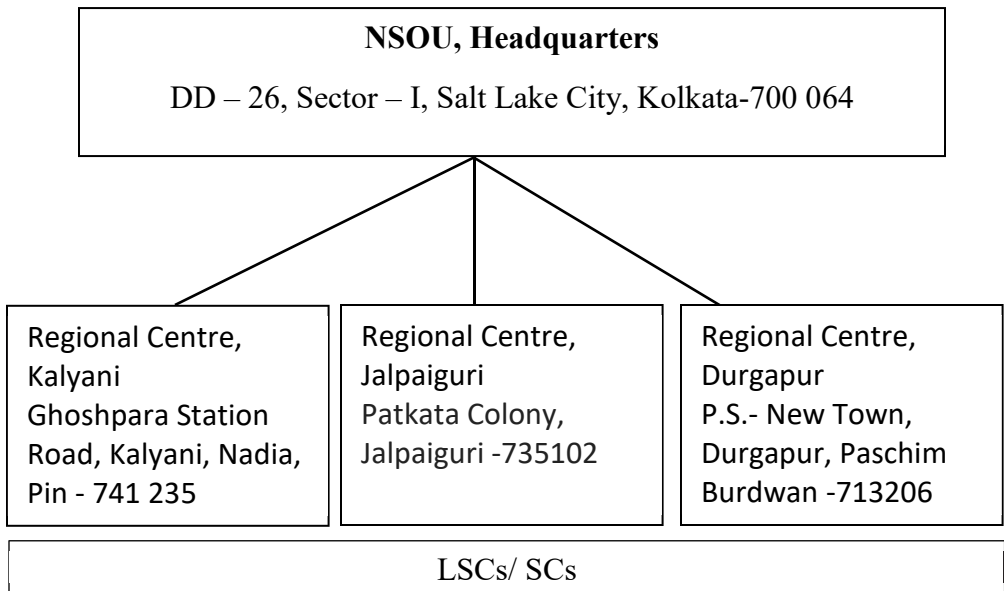 NSOU, Headquarters
DD – 26, Sector – I, Salt Lake City, Kolkata-700 064
Regional Centre,
Kalyani
Ghoshpara Station
Road, Kalyani, Nadia,
Pin - 741 235
Regional Centre,
Jalpaiguri
Patkata Colony,
Jalpaiguri -735102
Regional Centre,
Durgapur
P.S.- New Town,
Durgapur, Paschim
Burdwan -713206
LSCs/ SCs